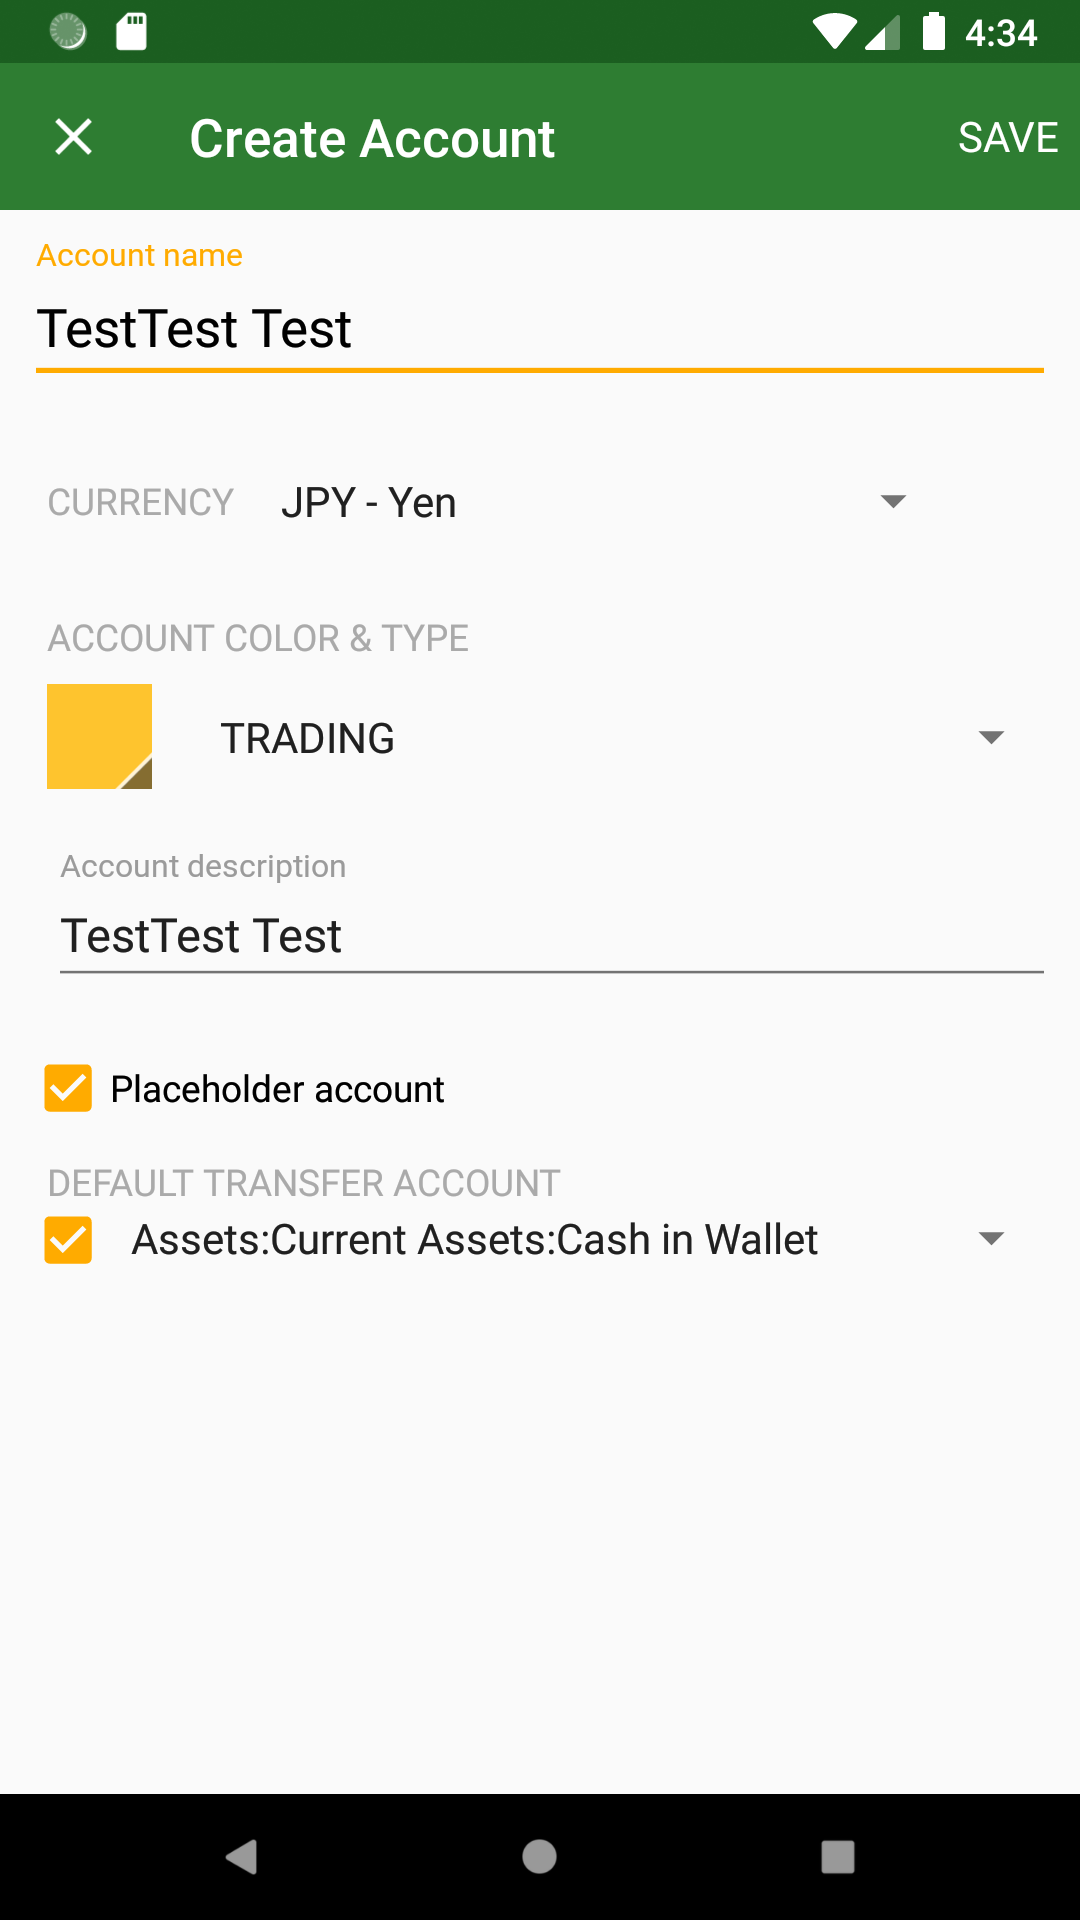 4:34
Create Account
SAVE
Account name
TestTest Test
CURRENCY JPY - Yen
ACCOUNT COLOR & TYPE
TRADING
Account description
TestTest Test
Placeholder account
DEFAULT TRANSFER ACCOUNT
Assets:Current Assets:Cash in Wallet